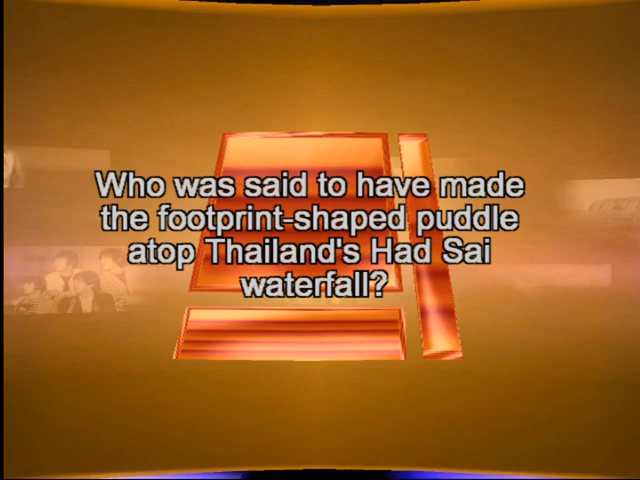 Who was said to have made
the footprint-shaped puddle
atop Thailand's Had Sai
waterfall?